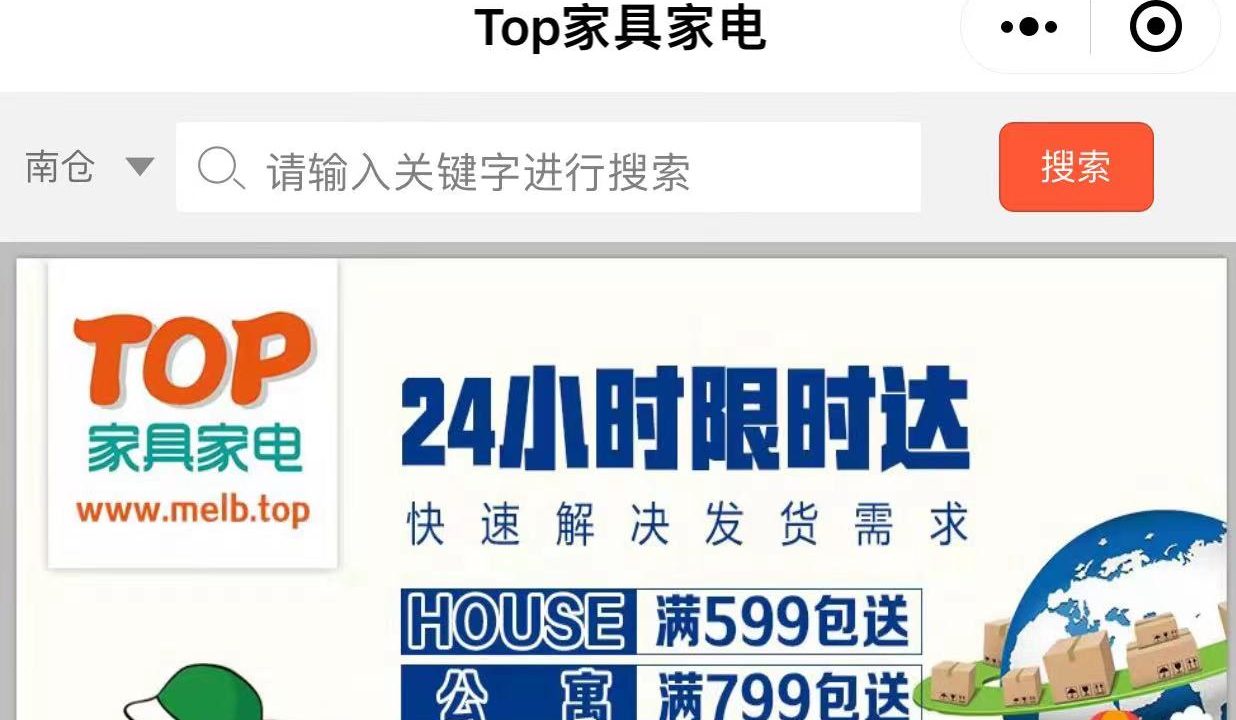 Top家具家电
南仓
请输入关键字进行搜索
搜索
TOP
家具家电
www.melb.top
24小时限时达
快速解决发货需求
HOUSE 满599包送
公寓 满799包送